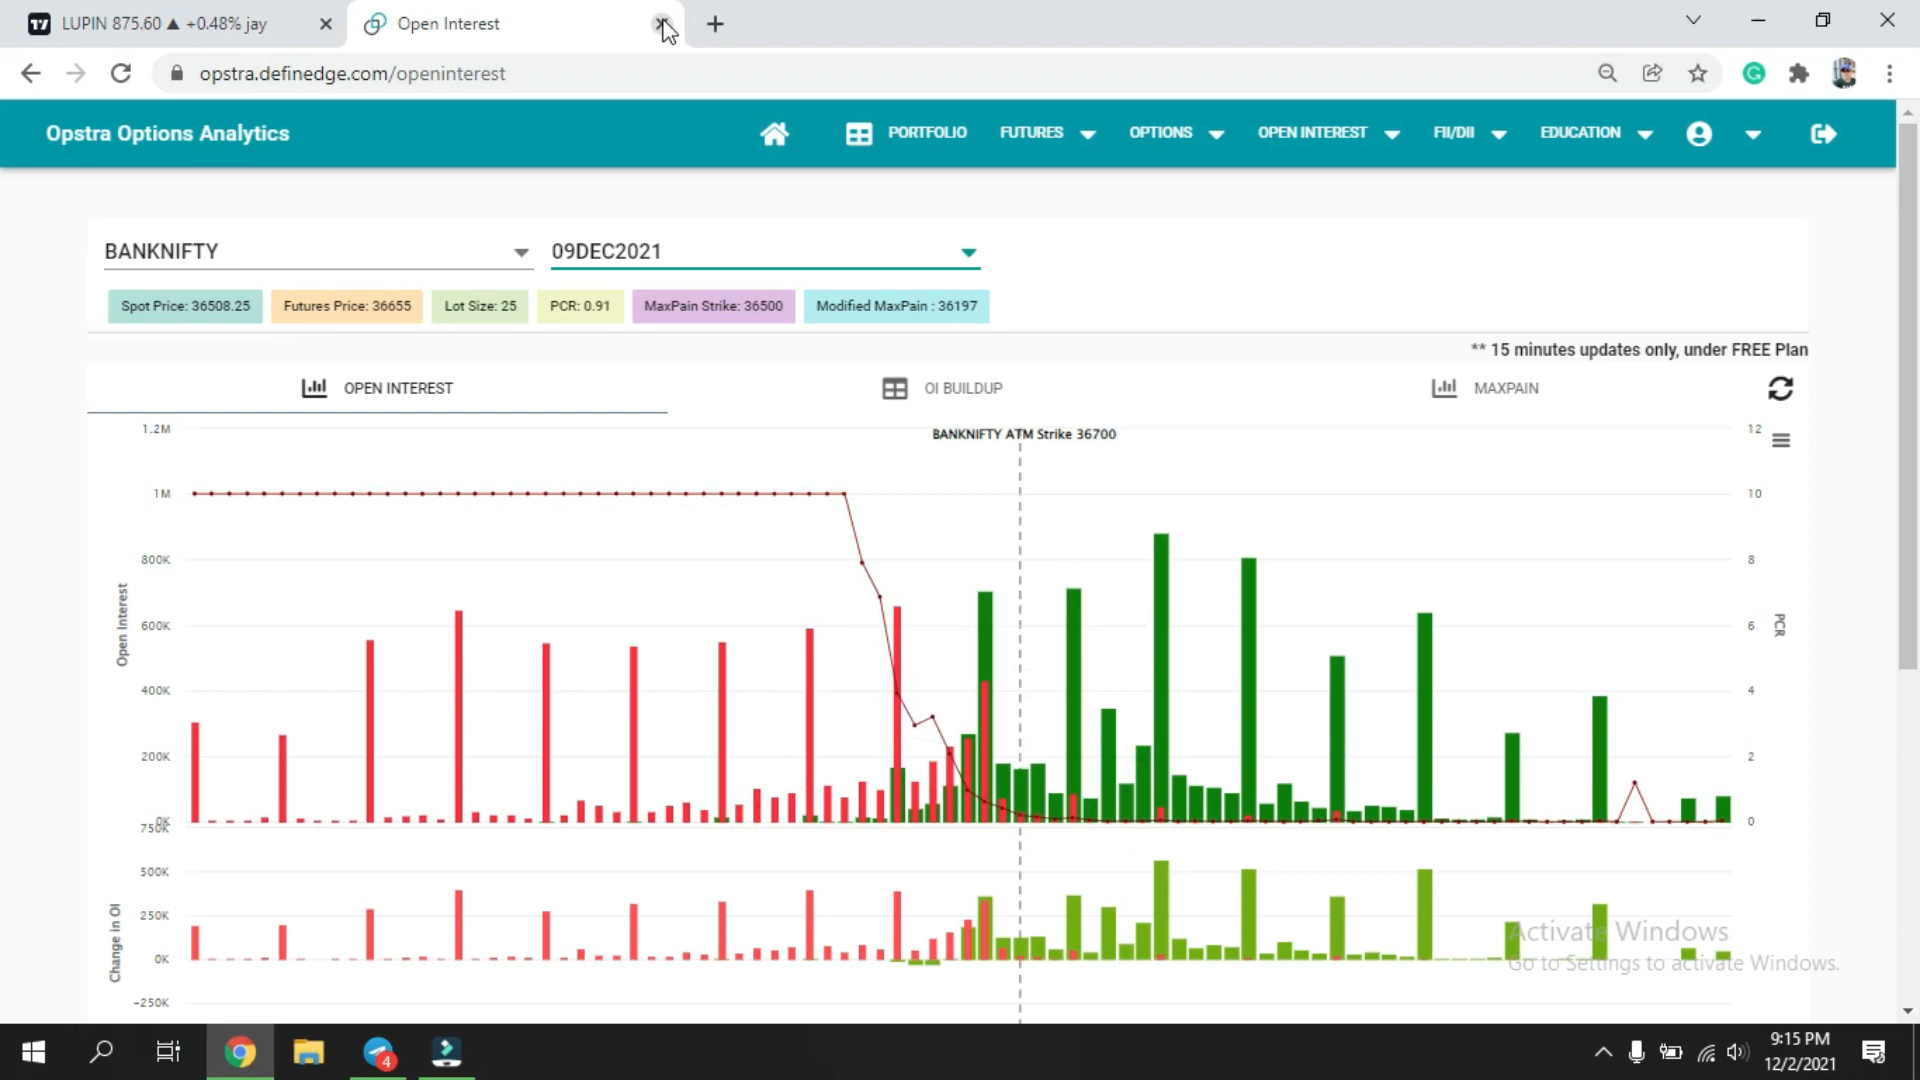 LUPIN 875.60 ▲ +0.48% jay
Open Interest
opstra.definedge.com/openinterest
Opstra Options Analytics
PORTFOLIO
FUTURES
OPTIONS
OPEN INTEREST
FII/DII
EDUCATION
BANKNIFTY
09DEC2021
Spot Price: 36508.25
Futures Price: 36655
Lot Size: 25
PCR: 0.91
MaxPain Strike: 36500
Modified MaxPain : 36197
** 15 minutes updates only, under FREE Plan
OPEN INTEREST
OI BUILDUP
MAXPAIN
BANKNIFTY ATM Strike 36700
1.2M
1M
800K
600K
400K
200K
0K
Open Interest
12
10
8
6
4
2
0
PCR
750K
500K
250K
0K
-250K
Change in OI
Activate Windows
Go to Settings to activate Windows.
4
9:15 PM
12/2/2021